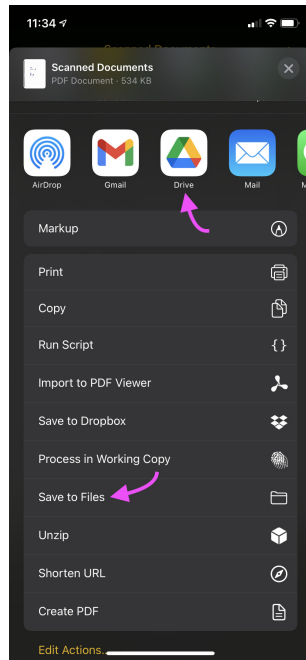 11:34
Scanned Documents
PDF Document · 534 KB
AirDrop
Gmail
Drive
Mail
Markup
Print
Copy
Run Script
Import to PDF Viewer
Save to Dropbox
Process in Working Copy
Save to Files
Unzip
Shorten URL
Create PDF
Edit Actions...